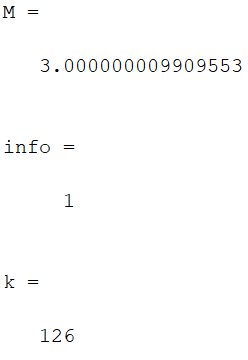 M =
3.000000009909553
info =
1
k =
126